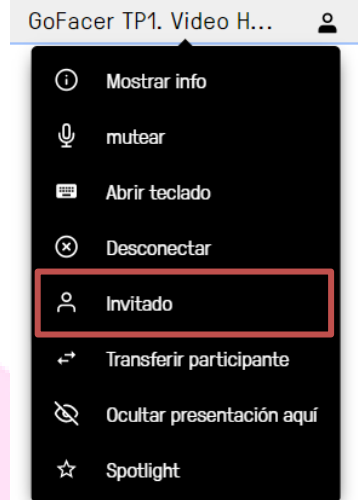 GoFacer TP1. Video H...
Mostrar info
mutear
Abrir teclado
Desconectar
Invitado
Transferir participante
Ocultar presentación aquí
Spotlight